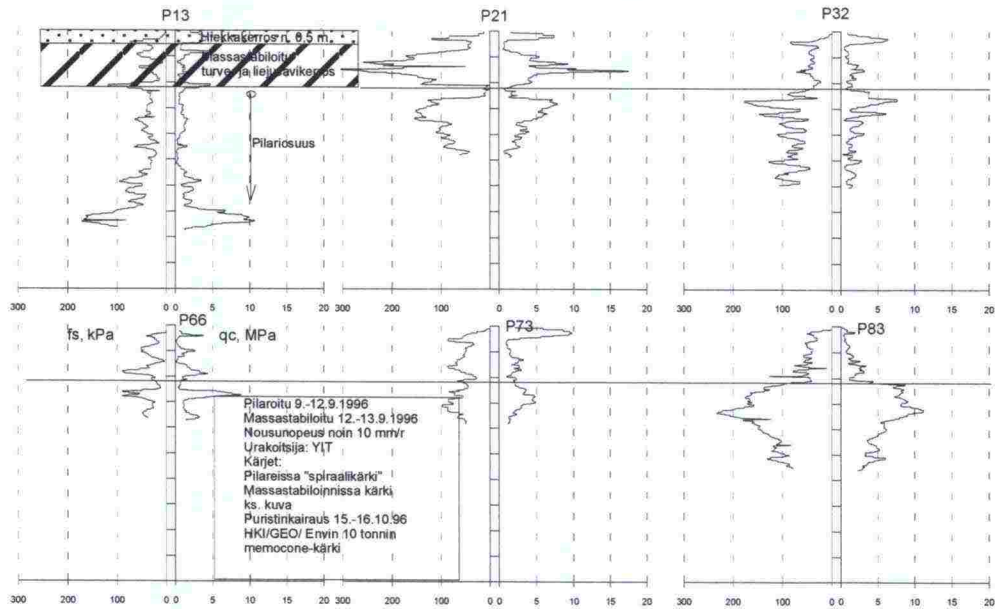 P13 P21 P32
Hiekkakerros n. 0,5 m
Massastabiloitu
turve- ja liejusavikerros
Pilariosuus
300 200 100 0 0 5 10 15 20 300 200 100 0 0 5 10 15 20 300 200 100 0 0 5 10 15 20
P66 P73 P83
fs, kPa qc, MPa
Pilaroitu 9.-12.9.1996
Massastabiloitu 12.-13.9.1996
Nousunopeus noin 10 mm/r
Urakoitsija: YIT
Kärjet:
Pilareissa "spiraalikärki"
Massastabiloinnissa kärki
ks. kuva
Puristinkairaus 15.-16.10.96
HKI/GEO/ Envin 10 tonnin
memocone-kärki
300 200 100 0 0 5 10 15 20 300 200 100 0 0 5 10 15 20 300 200 100 0 0 5 10 15 20